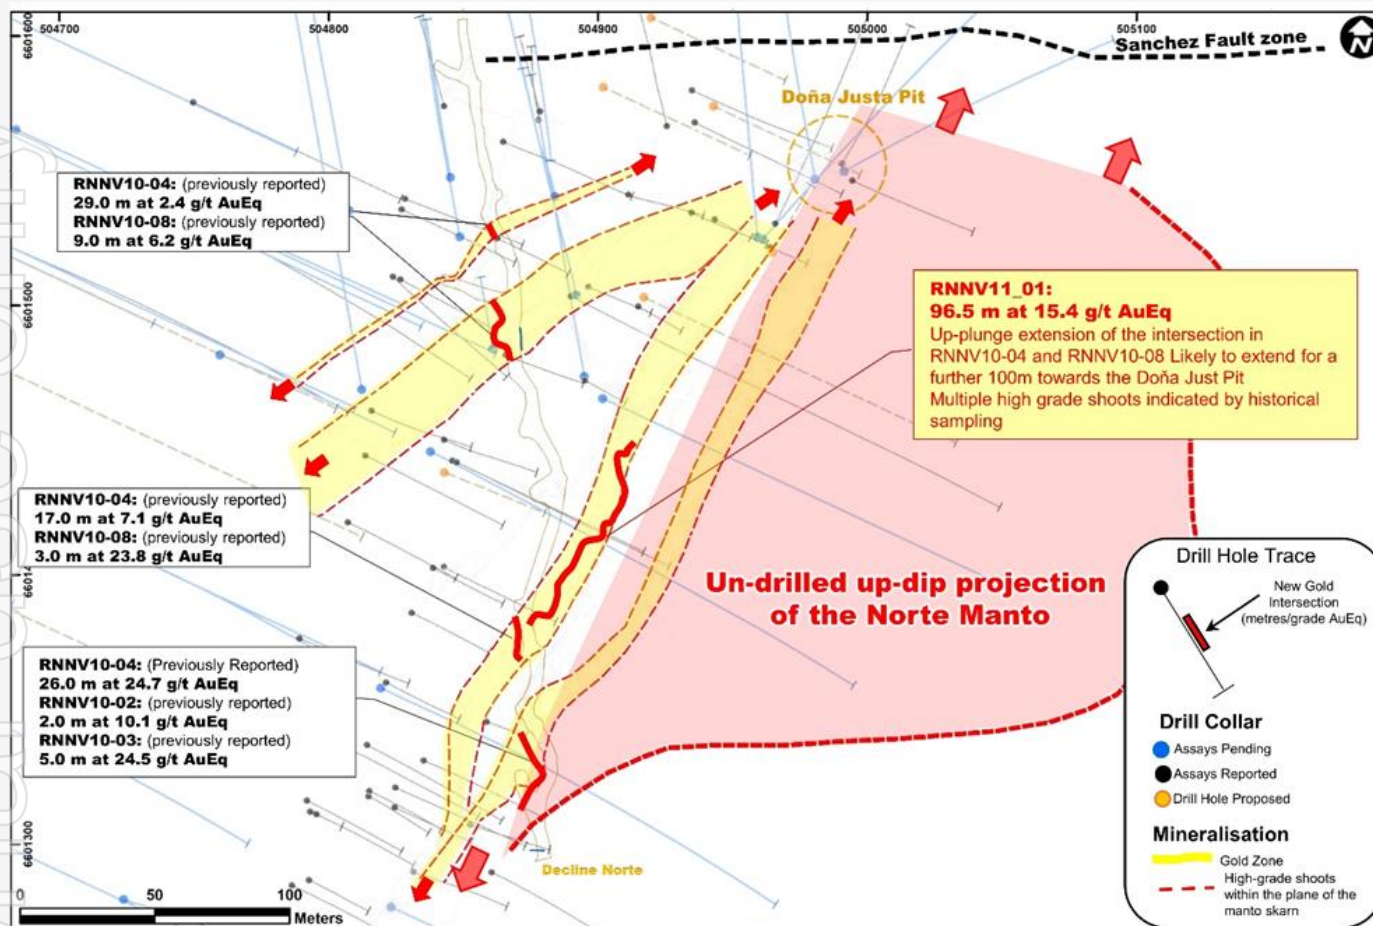 504700
504800
504900
505000
505100
6601600
N
Sanchez Fault zone
Doña Justa Pit
RNNV10-04: (previously reported)
29.0 m at 2.4 g/t AuEq
RNNV10-08: (previously reported)
9.0 m at 6.2 g/t AuEq
6601500
RNNV11_01:
96.5 m at 15.4 g/t AuEq
Up-plunge extension of the intersection in
RNNV10-04 and RNNV10-08 Likely to extend for a
further 100m towards the Doña Just Pit
Multiple high grade shoots indicated by historical
sampling
RNNV10-04: (previously reported)
17.0 m at 7.1 g/t AuEq
RNNV10-08: (previously reported)
3.0 m at 23.8 g/t AuEq
Un-drilled up-dip projection
of the Norte Manto
RNNV10-04: (Previously Reported)
26.0 m at 24.7 g/t AuEq
RNNV10-02: (previously reported)
2.0 m at 10.1 g/t AuEq
RNNV10-03: (previously reported)
5.0 m at 24.5 g/t AuEq
6601300
Decline Norte
0
50
100
Meters
Drill Hole Trace
New Gold
Intersection
(metres/grade AuEq)
Drill Collar
Assays Pending
Assays Reported
Drill Hole Proposed
Mineralisation
Gold Zone
High-grade shoots
within the plane of the
manto skarn